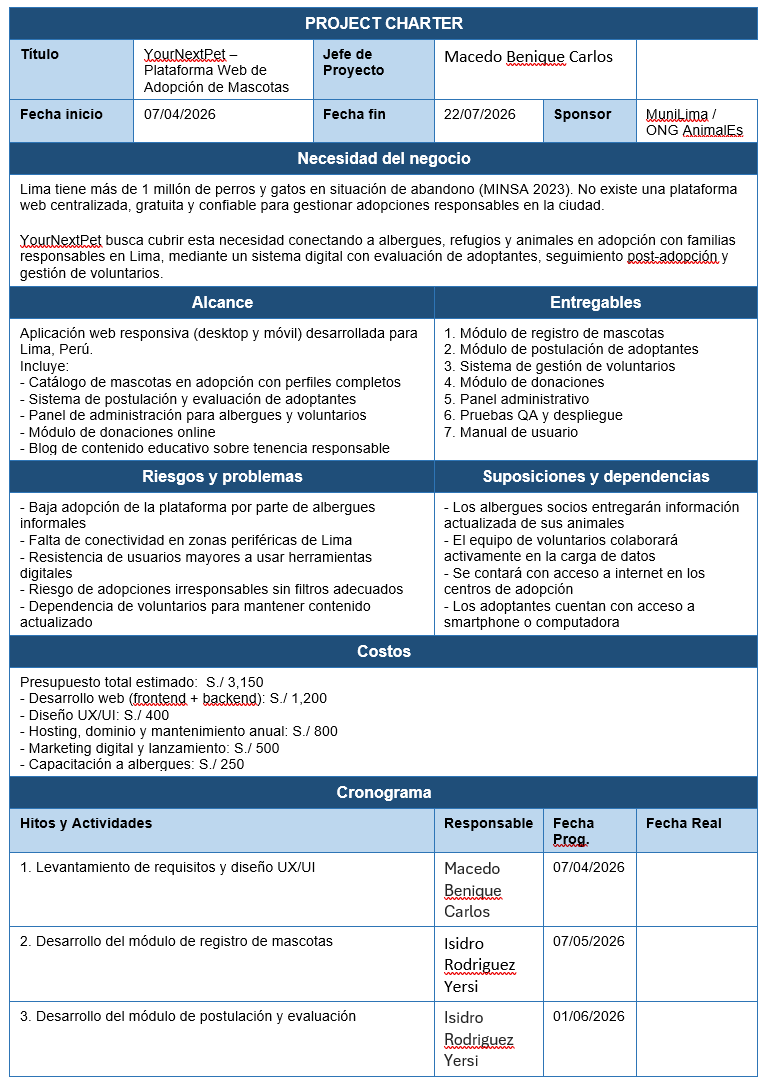 PROJECT CHARTER
Título
YourNextPet –
Plataforma Web de
Adopción de Mascotas
Jefe de
Proyecto
Macedo Benique Carlos
Fecha inicio
07/04/2026
Fecha fin
22/07/2026
Sponsor
MuniLima /
ONG AnimalEs
Necesidad del negocio
Lima tiene más de 1 millón de perros y gatos en situación de abandono (MINSA 2023). No existe una plataforma
web centralizada, gratuita y confiable para gestionar adopciones responsables en la ciudad.
YourNextPet busca cubrir esta necesidad conectando a albergues, refugios y animales en adopción con familias
responsables en Lima, mediante un sistema digital con evaluación de adoptantes, seguimiento post-adopción y
gestión de voluntarios.
Alcance
Aplicación web responsiva (desktop y móvil) desarrollada para
Lima, Perú.
Incluye:
- Catálogo de mascotas en adopción con perfiles completos
- Sistema de postulación y evaluación de adoptantes
- Panel de administración para albergues y voluntarios
- Módulo de donaciones online
- Blog de contenido educativo sobre tenencia responsable
Entregables
1. Módulo de registro de mascotas
2. Módulo de postulación de adoptantes
3. Sistema de gestión de voluntarios
4. Módulo de donaciones
5. Panel administrativo
6. Pruebas QA y despliegue
7. Manual de usuario
Riesgos y problemas
- Baja adopción de la plataforma por parte de albergues
informales
- Falta de conectividad en zonas periféricas de Lima
- Resistencia de usuarios mayores a usar herramientas
digitales
- Riesgo de adopciones irresponsables sin filtros adecuados
- Dependencia de voluntarios para mantener contenido
actualizado
Suposiciones y dependencias
- Los albergues socios entregarán información
actualizada de sus animales
- El equipo de voluntarios colaborará
activamente en la carga de datos
- Se contará con acceso a internet en los
centros de adopción
- Los adoptantes cuentan con acceso a
smartphone o computadora
Costos
Presupuesto total estimado:  S./ 3,150
- Desarrollo web (frontend + backend): S./ 1,200
- Diseño UX/UI: S./ 400
- Hosting, dominio y mantenimiento anual: S./ 800
- Marketing digital y lanzamiento: S./ 500
- Capacitación a albergues: S./ 250
Cronograma
Hitos y Actividades
Responsable
Fecha
Prog.
Fecha Real
1. Levantamiento de requisitos y diseño UX/UI
Macedo
Benique
Carlos
07/04/2026
2. Desarrollo del módulo de registro de mascotas
Isidro
Rodriguez
Yersi
07/05/2026
3. Desarrollo del módulo de postulación y evaluación
Isidro
Rodriguez
Yersi
01/06/2026